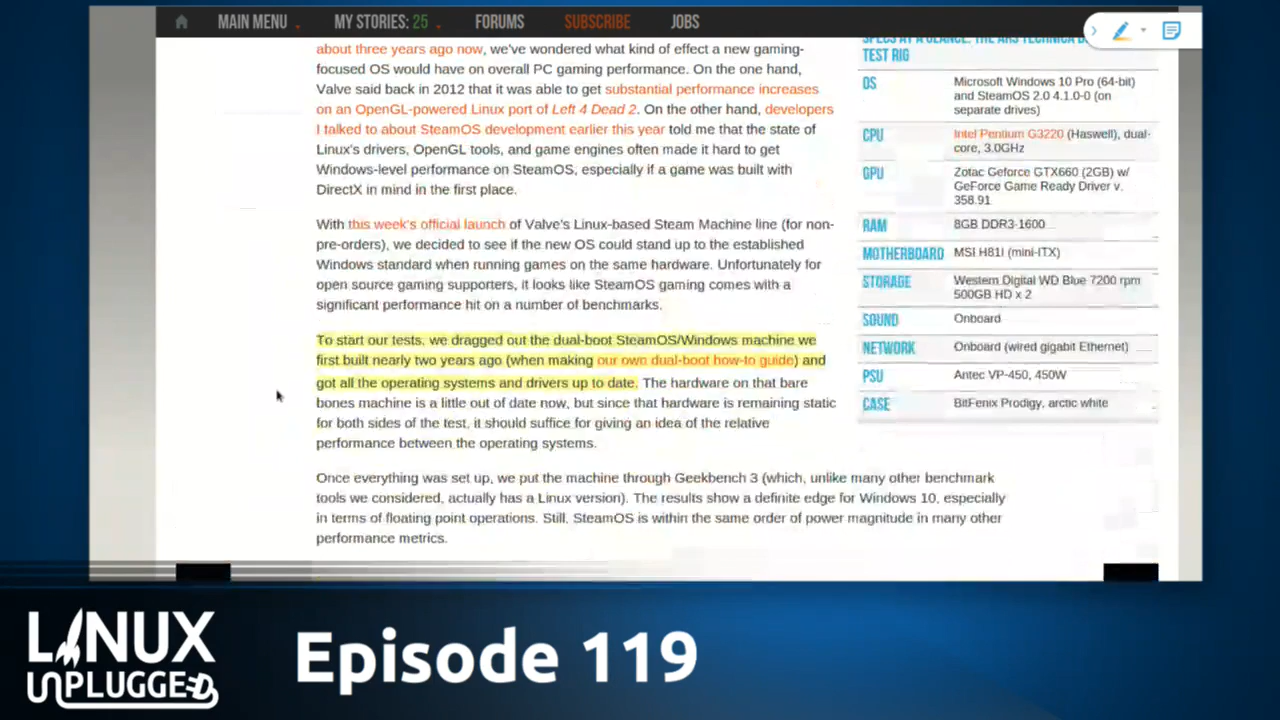 MAIN MENU
MY STORIES: 25
FORUMS
SUBSCRIBE
JOBS
about three years ago now, we've wondered what kind of effect a new gaming-
focused OS would have on overall PC gaming performance. On the one hand,
Valve said back in 2012 that it was able to get substantial performance increases
on an OpenGL-powered Linux port of Left 4 Dead 2. On the other hand, developers
I talked to about SteamOS development earlier this year told me that the state of
Linux's drivers, OpenGL tools, and game engines often made it hard to get
Windows-level performance on SteamOS, especially if a game was built with
DirectX in mind in the first place.
With this week's official launch of Valve's Linux-based Steam Machine line (for non-
pre-orders), we decided to see if the new OS could stand up to the established
Windows standard when running games on the same hardware. Unfortunately for
open source gaming supporters, it looks like SteamOS gaming comes with a
significant performance hit on a number of benchmarks.
To start our tests, we dragged out the dual-boot SteamOS/Windows machine we
first built nearly two years ago (when making our own dual-boot how-to guide) and
got all the operating systems and drivers up to date. The hardware on that bare
bones machine is a little out of date now, but since that hardware is remaining static
for both sides of the test, it should suffice for giving an idea of the relative
performance between the operating systems.
Once everything was set up, we put the machine through Geekbench 3 (which, unlike many other benchmark
tools we considered, actually has a Linux version). The results show a definite edge for Windows 10, especially
in terms of floating point operations. Still, SteamOS is within the same order of power magnitude in many other
performance metrics.
SPECS AT A GLANCE: THE ARS TECHNICA
TEST RIG
OS
Microsoft Windows 10 Pro (64-bit)
and SteamOS 2.0 4.1.0-0 (on
separate drives)
CPU
Intel Pentium G3220 (Haswell), dual-
core, 3.0GHz
GPU
Zotac Geforce GTX660 (2GB) w/
GeForce Game Ready Driver v.
358.91
RAM
8GB DDR3-1600
MOTHERBOARD
MSI H81I (mini-ITX)
STORAGE
Western Digital WD Blue 7200 rpm
500GB HD x 2
SOUND
Onboard
NETWORK
Onboard (wired gigabit Ethernet)
PSU
Antec VP-450, 450W
CASE
BitFenix Prodigy, arctic white
LINUX
UNPLUGGED
Episode 119